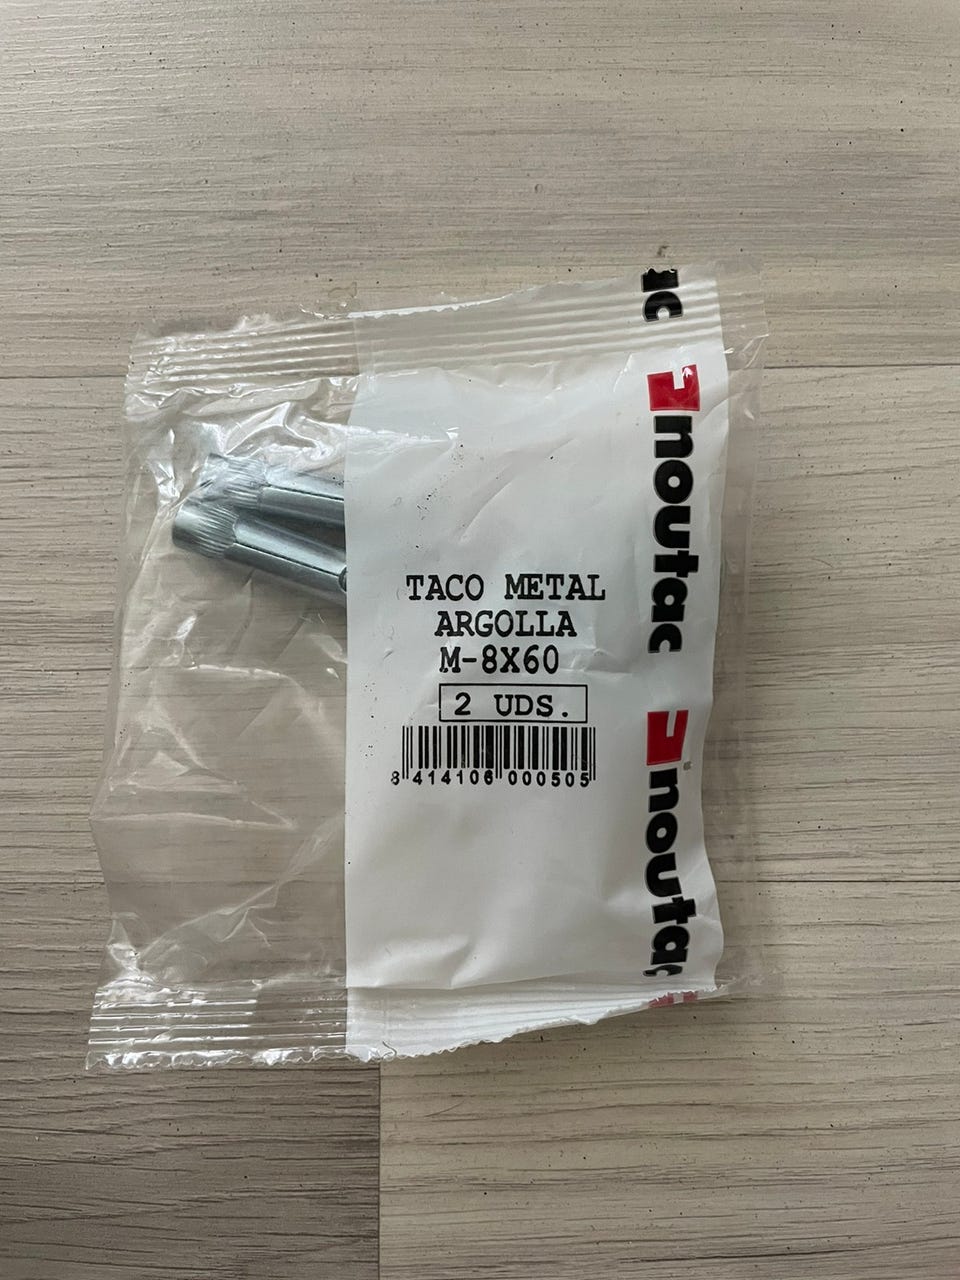 TACO METAL
ARGOLLA
M-8X60
2 UDS.
8 414106 000505
noutac
noutac